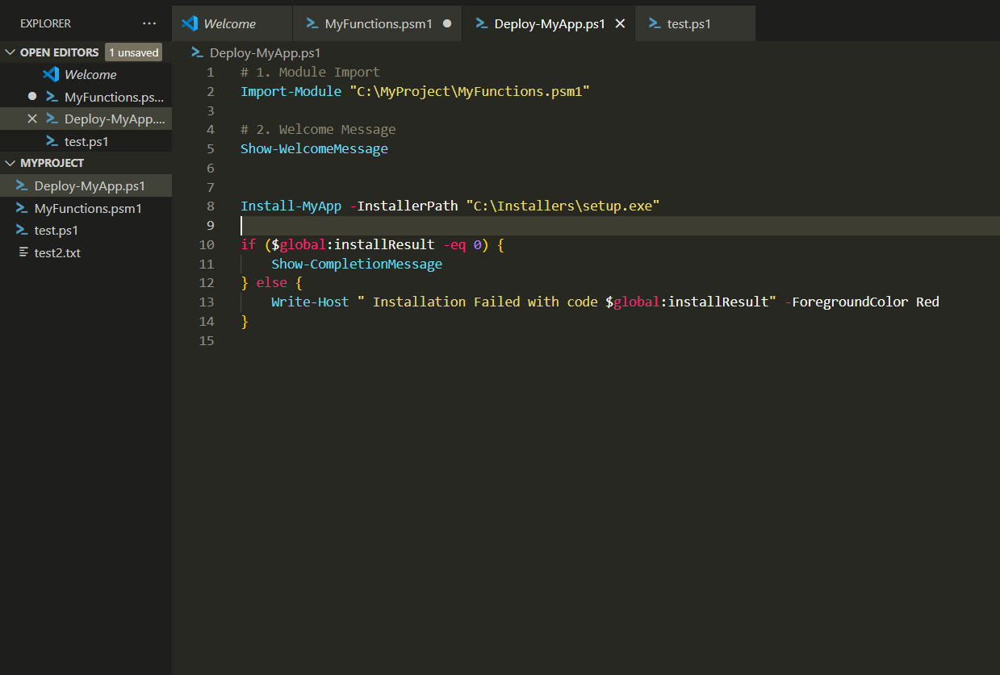 EXPLORER ...
OPEN EDITORS 1 unsaved
Welcome
MyFunctions.ps...
Deploy-MyApp....
test.ps1
MYPROJECT
Deploy-MyApp.ps1
MyFunctions.psm1
test.ps1
test2.txt
Welcome MyFunctions.psm1 Deploy-MyApp.ps1 test.ps1
Deploy-MyApp.ps1
1 # 1. Module Import
2 Import-Module "C:\MyProject\MyFunctions.psm1"
3
4 # 2. Welcome Message
5 Show-WelcomeMessage
6
7
8 Install-MyApp -InstallerPath "C:\Installers\setup.exe"
9
10 if ($global:installResult -eq 0) {
11     Show-CompletionMessage
12 } else {
13     Write-Host " Installation Failed with code $global:installResult" -ForegroundColor Red
14 }
15